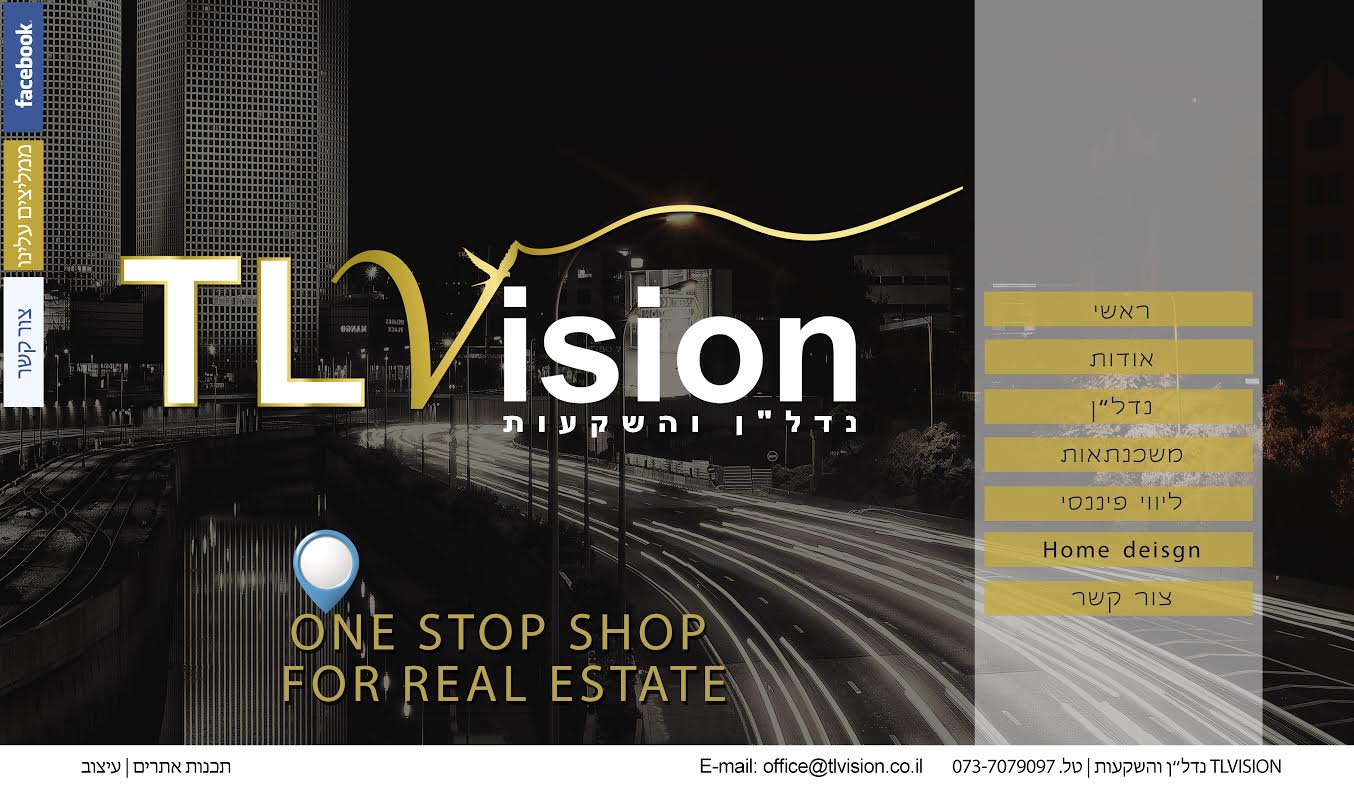 facebook
ממליצים עלינו
צור קשר
TLVision
נדל"ן והשקעות
MANGO
ONE STOP SHOP
FOR REAL ESTATE
ראשי
אודות
נדל"ן
משכנתאות
ליווי פיננסי
Home deisgn
צור קשר
TLVISION נדל"ן והשקעות | טל. 073-7079097 E-mail: office@tlvision.co.il
תכנות אתרים | עיצוב